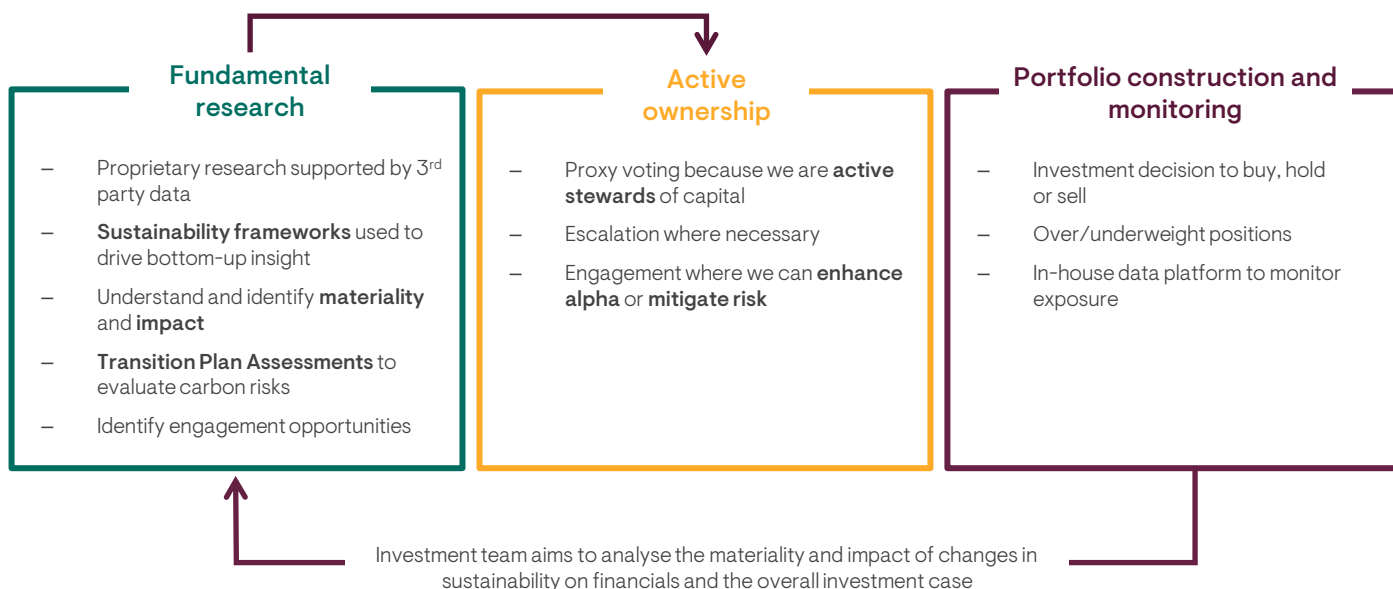 Fundamental
research
– Proprietary research supported by 3rd
party data
– Sustainability frameworks used to
drive bottom-up insight
– Understand and identify materiality
and impact
– Transition Plan Assessments to
evaluate carbon risks
– Identify engagement opportunities
Active
ownership
– Proxy voting because we are active
stewards of capital
– Escalation where necessary
– Engagement where we can enhance
alpha or mitigate risk
Portfolio construction and
monitoring
– Investment decision to buy, hold
or sell
– Over/underweight positions
– In-house data platform to monitor
exposure
Investment team aims to analyse the materiality and impact of changes in
sustainability on financials and the overall investment case